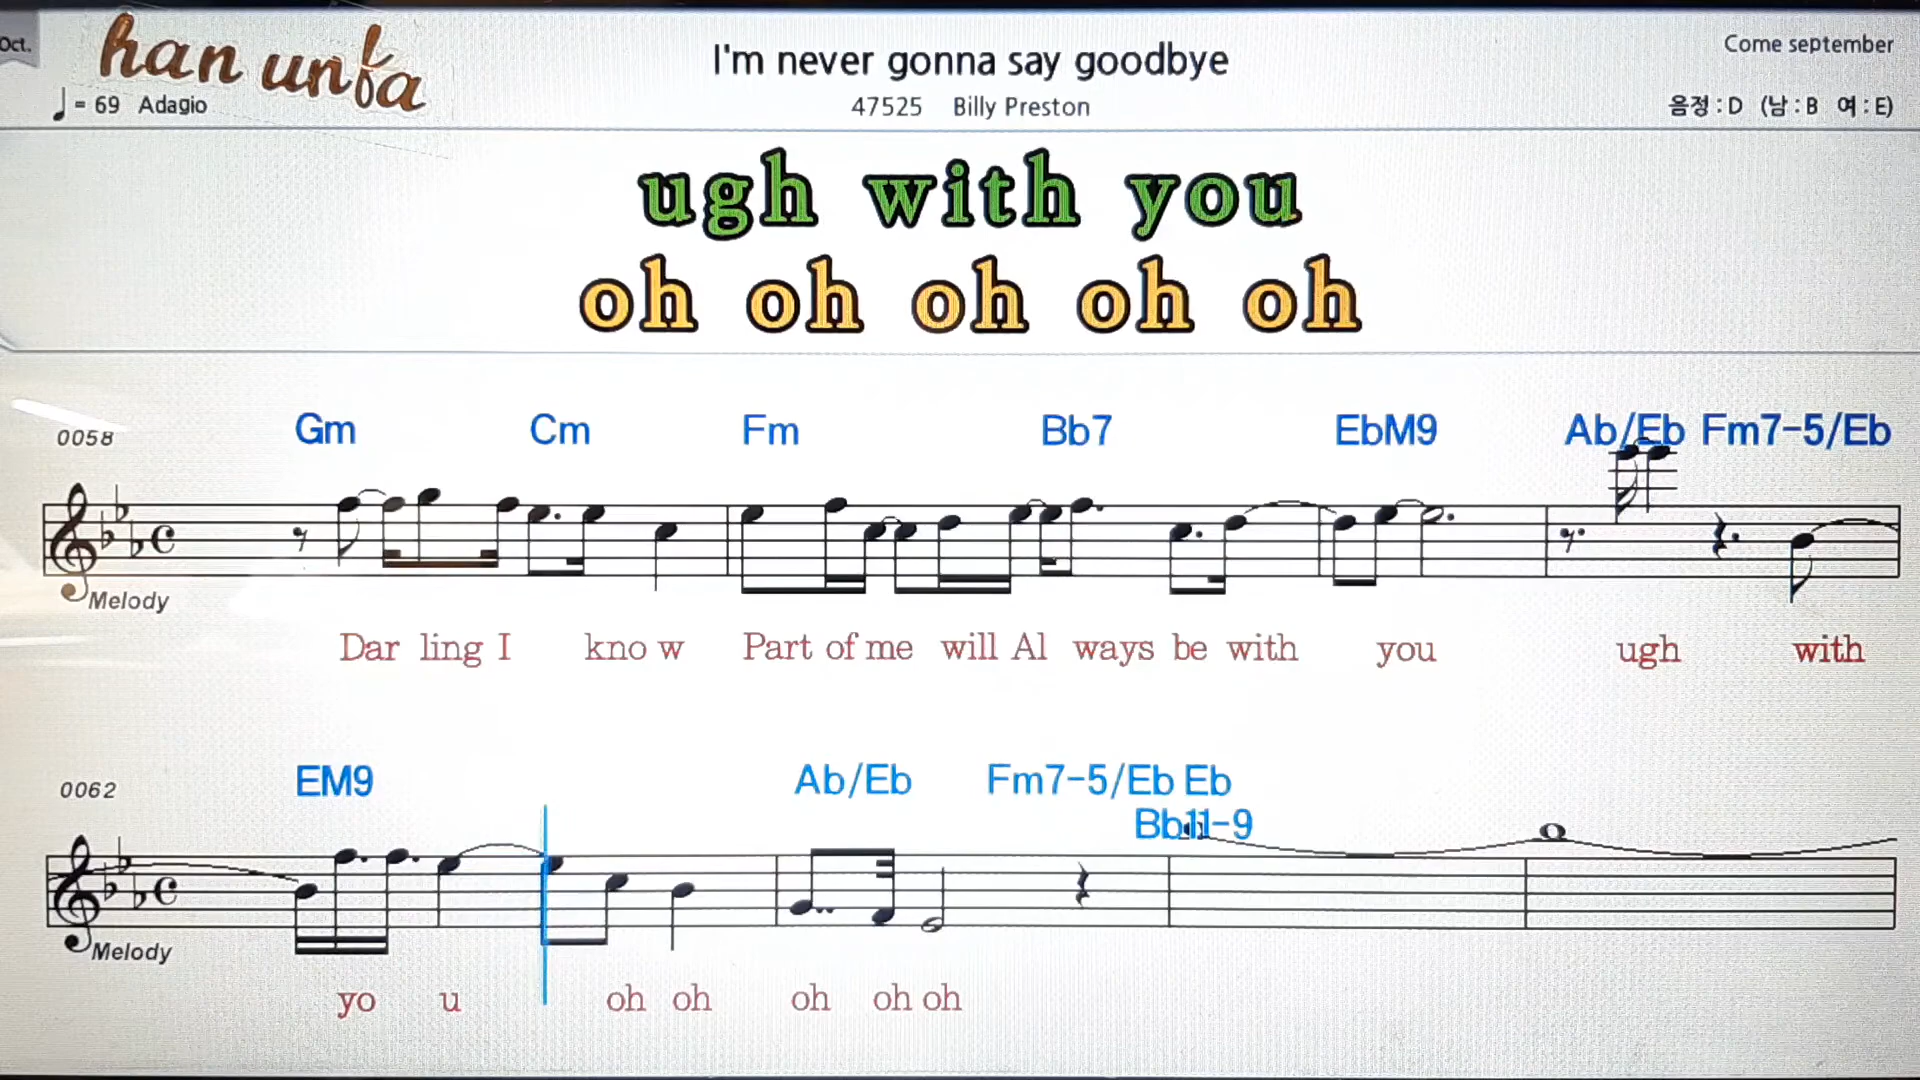 Oct.
han unfa
I'm never gonna say goodbye
Come september
= 69 Adagio
47525 Billy Preston
음정 : D (남 : B 여 : E)
ugh with you
oh oh oh oh oh
0058
Gm Cm Fm Bb7 EbM9 Ab/Eb Fm7-5/Eb
Melody
Dar ling I kno w Part of me will Al ways be with you ugh with
0062
EM9 Ab/Eb Fm7-5/Eb Eb
Bb11-9
Melody
yo u oh oh oh oh oh